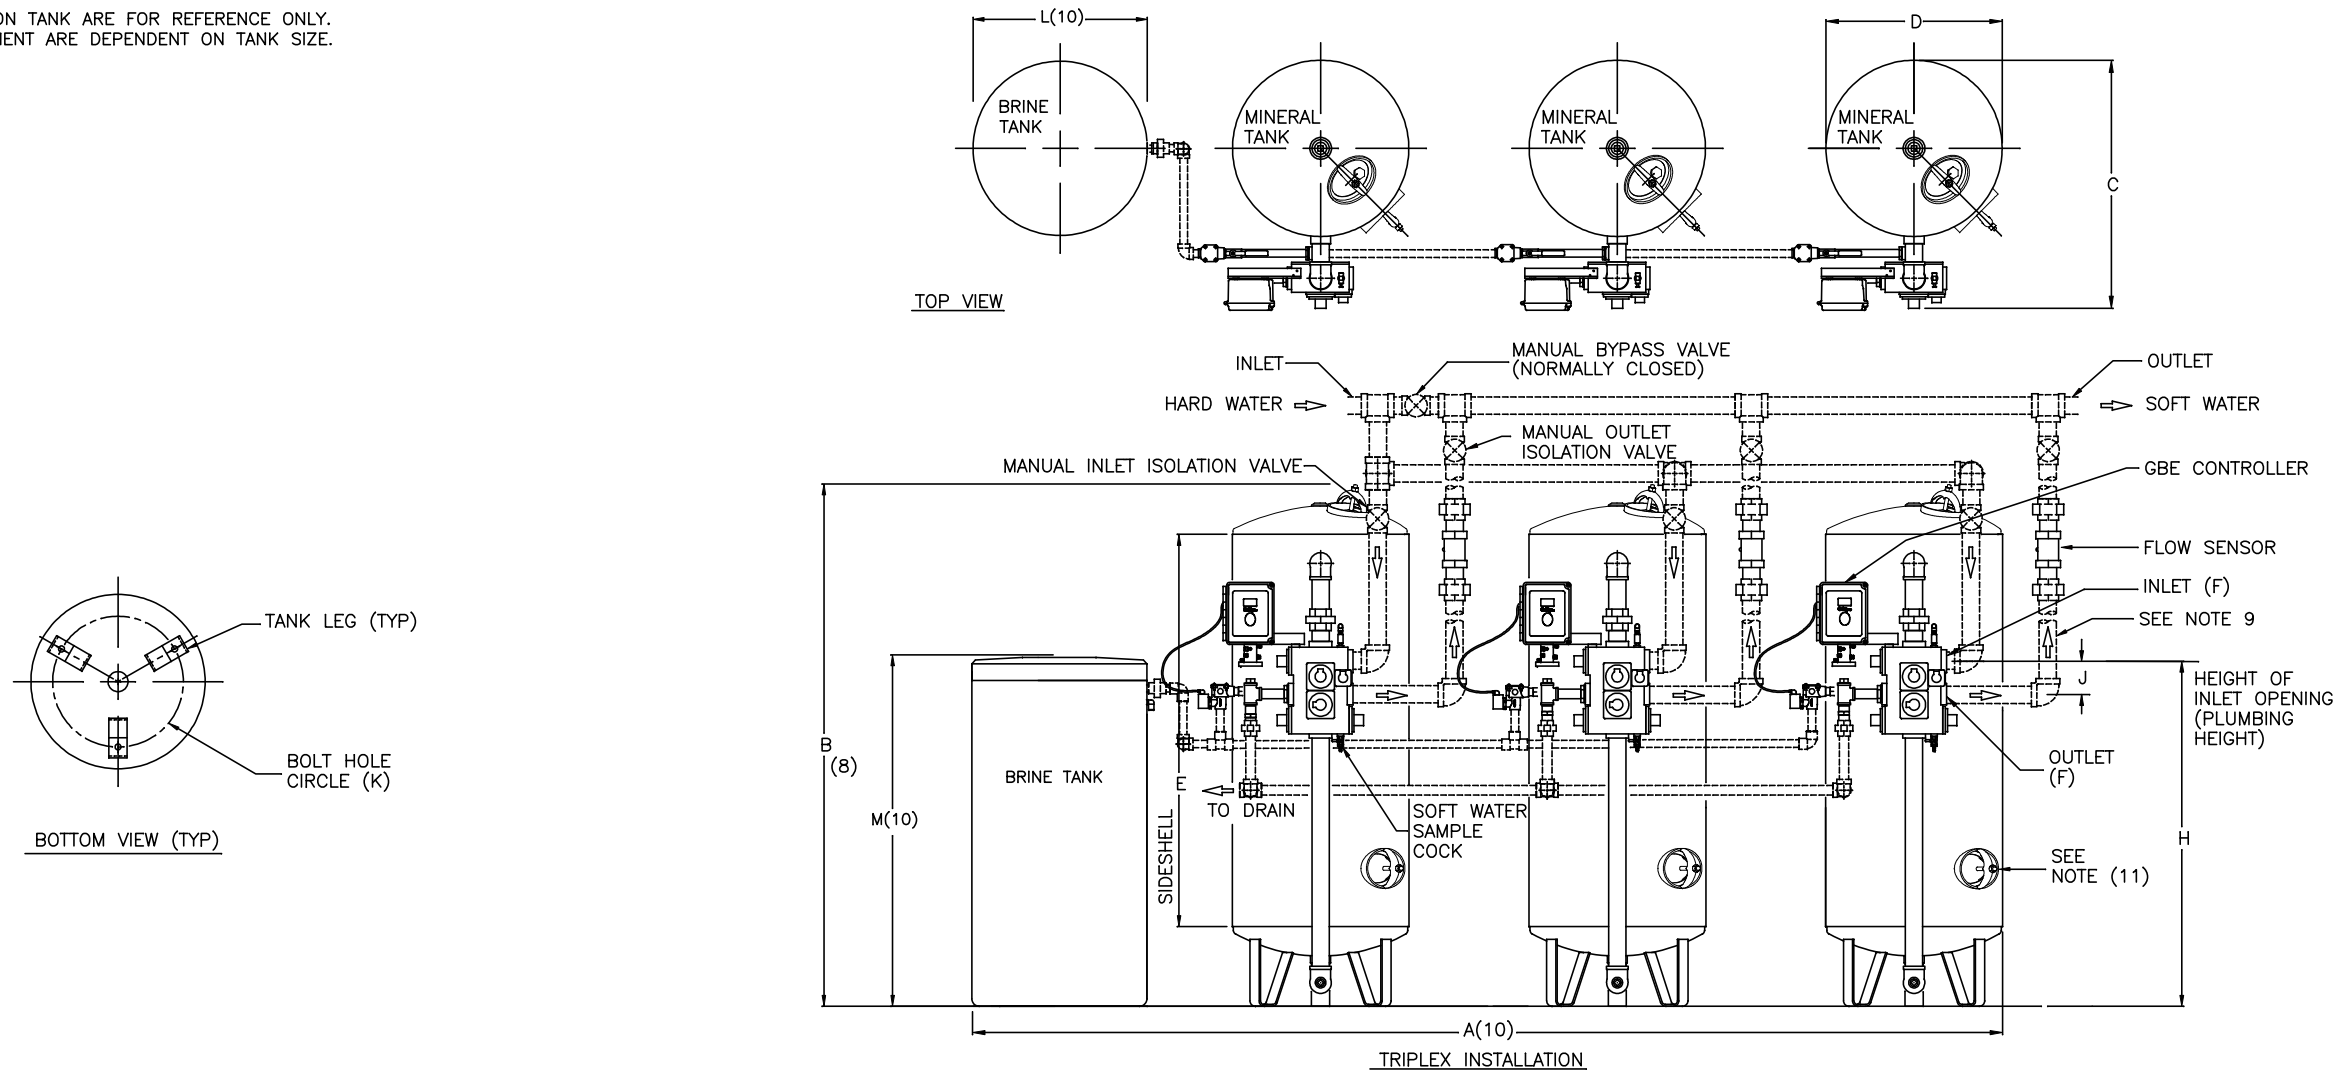 ON TANK ARE FOR REFERENCE ONLY.
ENT ARE DEPENDENT ON TANK SIZE.
L(10)
D
BRINE
TANK
MINERAL
TANK
MINERAL
TANK
MINERAL
TANK
C
TOP VIEW
INLET
MANUAL BYPASS VALVE
(NORMALLY CLOSED)
OUTLET
HARD WATER
SOFT WATER
MANUAL OUTLET
ISOLATION VALVE
MANUAL INLET ISOLATION VALVE
GBE CONTROLLER
FLOW SENSOR
INLET (F)
SEE NOTE 9
TANK LEG (TYP)
J
HEIGHT OF
INLET OPENING
(PLUMBING
HEIGHT)
BOLT HOLE
CIRCLE (K)
B
(8)
BRINE TANK
E
OUTLET
(F)
TO DRAIN
M(10)
SOFT WATER
SAMPLE
COCK
BOTTOM VIEW (TYP)
SIDESHELL
H
SEE
NOTE (11)
A(10)
TRIPLEX INSTALLATION